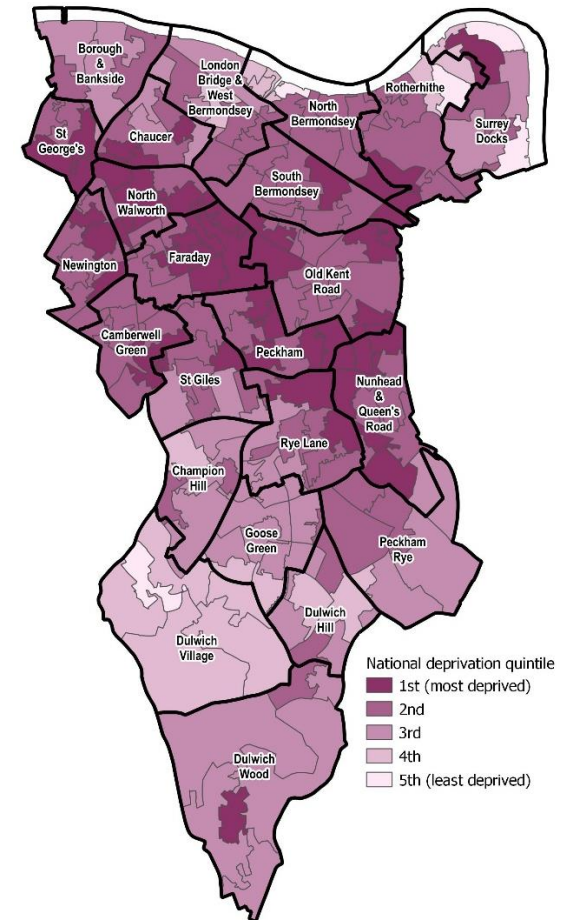 Borough
&
Bankside
London
Bridge &
West
Bermondsey
Rotherhithe
North
Bermondsey
Surrey
Docks
St
George's
Chaucer
South
Bermondsey
North
Walworth
Newington
Faraday
Old Kent
Road
Camberwell
Green
Peckham
St Giles
Nunhead
&
Queen's
Road
Rye Lane
Champion
Hill
Goose
Green
Peckham
Rye
Dulwich
Hill
Dulwich
Village
National deprivation quintile
1st (most deprived)
2nd
3rd
4th
5th (least deprived)
Dulwich
Wood